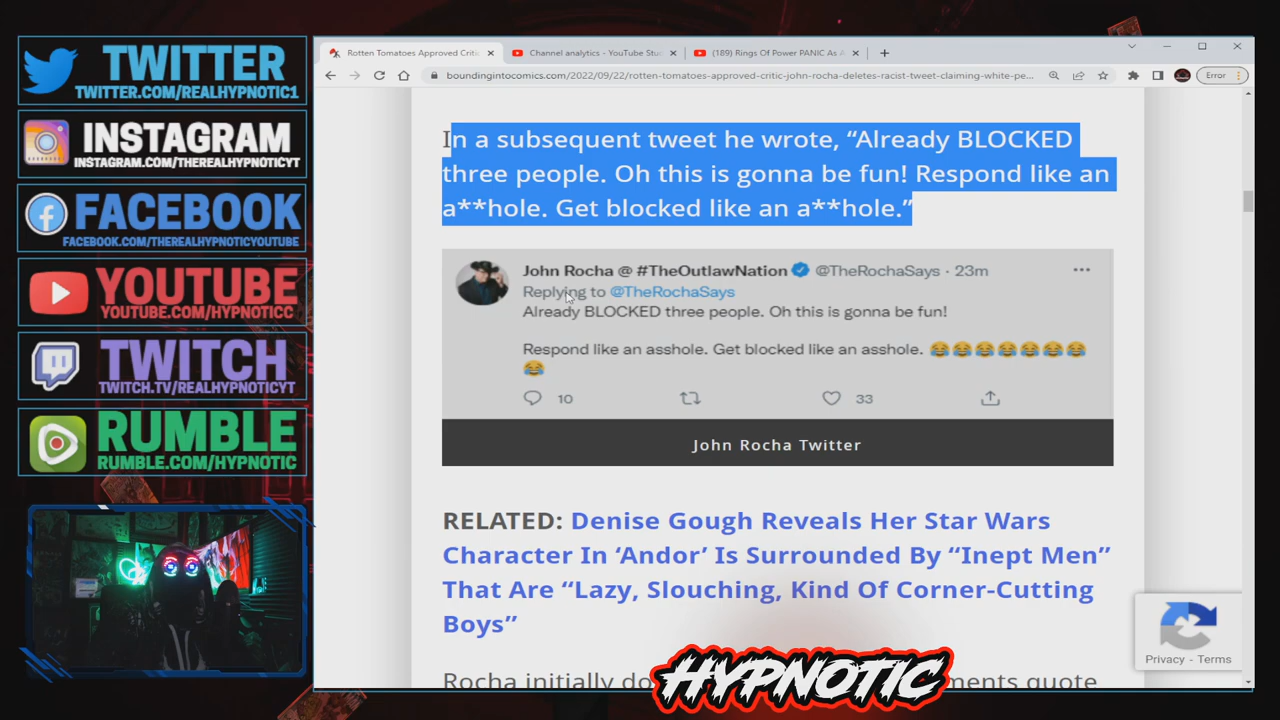 TWITTER
TWITTER.COM/REALHYPNOTIC1
INSTAGRAM
INSTAGRAM.COM/THEREALHYPNOTICYT
FACEBOOK
FACEBOOK.COM/THEREALHYPNOTICYOUTUBE
YOUTUBE
YOUTUBE.COM/HYPNOTICC
TWITCH
TWITCH.TV/REALHYPNOTICYT
RUMBLE
RUMBLE.COM/HYPNOTIC
Rotten Tomatoes Approved Critic
Channel analytics - YouTube Stu
(189) Rings Of Power PANIC As A
boundingintocomics.com/2022/09/22/rotten-tomatoes-approved-critic-john-rocha-deletes-racist-tweet-claiming-white-pe...
Error
In a subsequent tweet he wrote, “Already BLOCKED
three people. Oh this is gonna be fun! Respond like an
a**hole. Get blocked like an a**hole.”
John Rocha @ #TheOutlawNation @TheRochaSays · 23m
Replying to @TheRochaSays
Already BLOCKED three people. Oh this is gonna be fun!
Respond like an asshole. Get blocked like an asshole. 😂😂😂😂😂😂😂
😂
10 33
John Rocha Twitter
RELATED: Denise Gough Reveals Her Star Wars
Character In ‘Andor’ Is Surrounded By “Inept Men”
That Are “Lazy, Slouching, Kind Of Corner-Cutting
Boys”
Privacy - Terms
HYPNOTIC
Rocha initially do ments quote